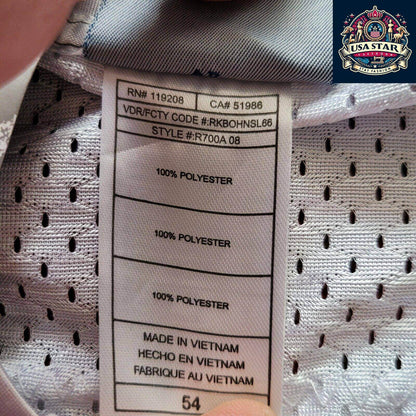 USA STAR
RN# 119208 CA# 51986
VDR/FCTY CODE #:RKBOHNSL66
STYLE #:R700A 08
100% POLYESTER
100% POLYESTER
100% POLYESTER
MADE IN VIETNAM
HECHO EN VIETNAM
FABRIQUE AU VIETNAM
54